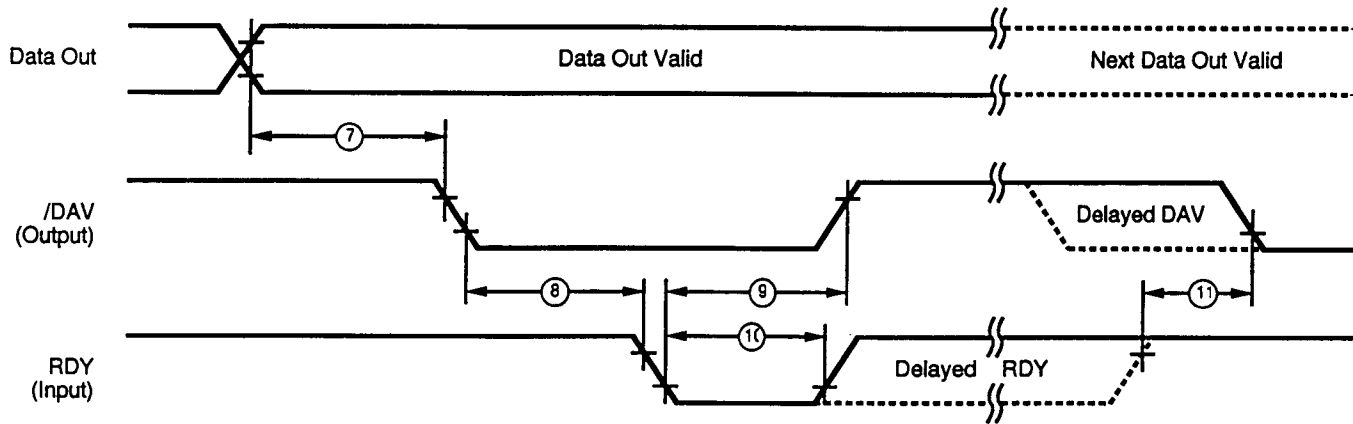 Data Out
Data Out Valid
Next Data Out Valid
7
/DAV
(Output)
Delayed DAV
8
9
11
10
RDY
(Input)
Delayed RDY